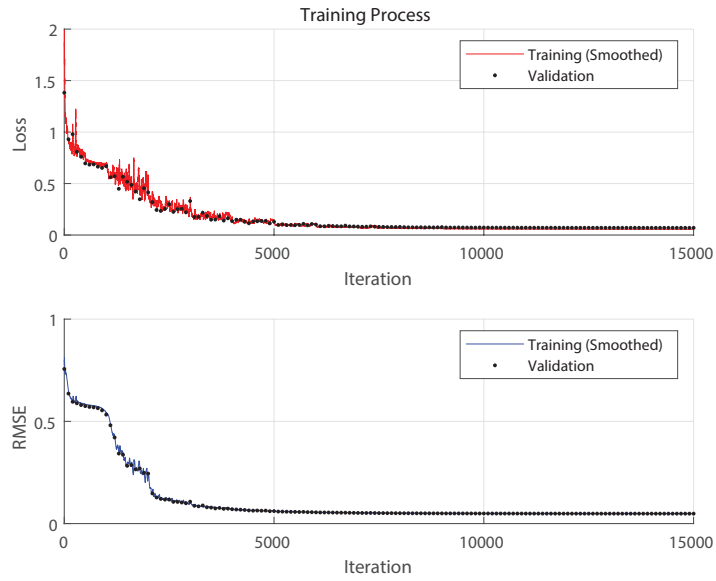 Training Process
2
1.5
1
0.5
0
Loss
Training (Smoothed)
Validation
0
5000
10000
15000
Iteration
1
0.5
0
RMSE
Training (Smoothed)
Validation
0
5000
10000
15000
Iteration